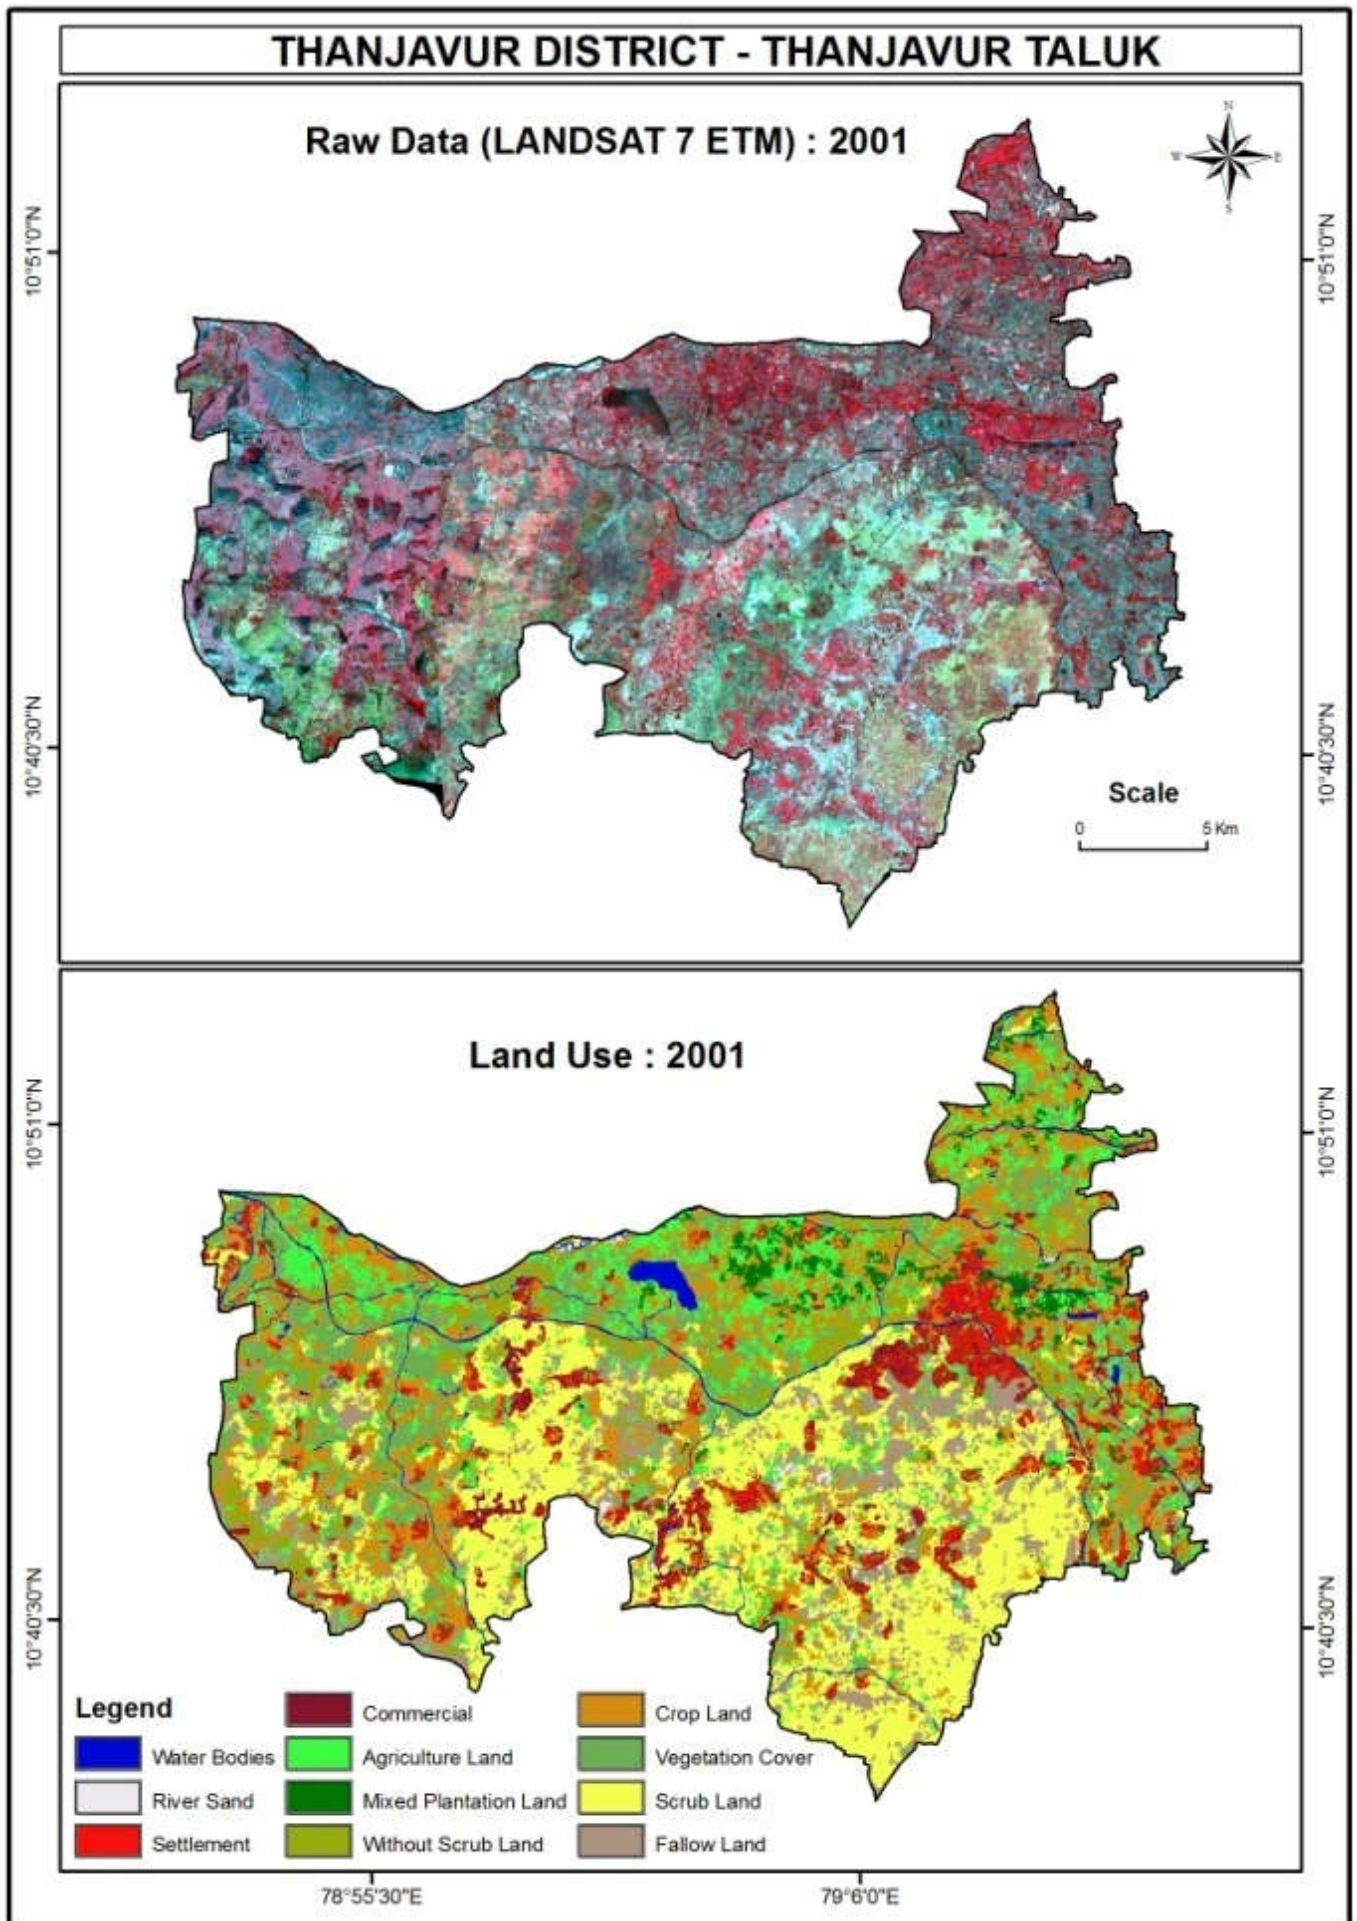 THANJAVUR DISTRICT - THANJAVUR TALUK
Raw Data (LANDSAT 7 ETM) : 2001
N
W
E
S
10°51'0"N
10°51'0"N
10°40'30"N
10°40'30"N
Scale
0 5 Km
Land Use : 2001
10°51'0"N
10°51'0"N
10°40'30"N
10°40'30"N
Legend
Commercial
Crop Land
Water Bodies
Agriculture Land
Vegetation Cover
River Sand
Mixed Plantation Land
Scrub Land
Settlement
Without Scrub Land
Fallow Land
78°55'30"E
79°6'0"E